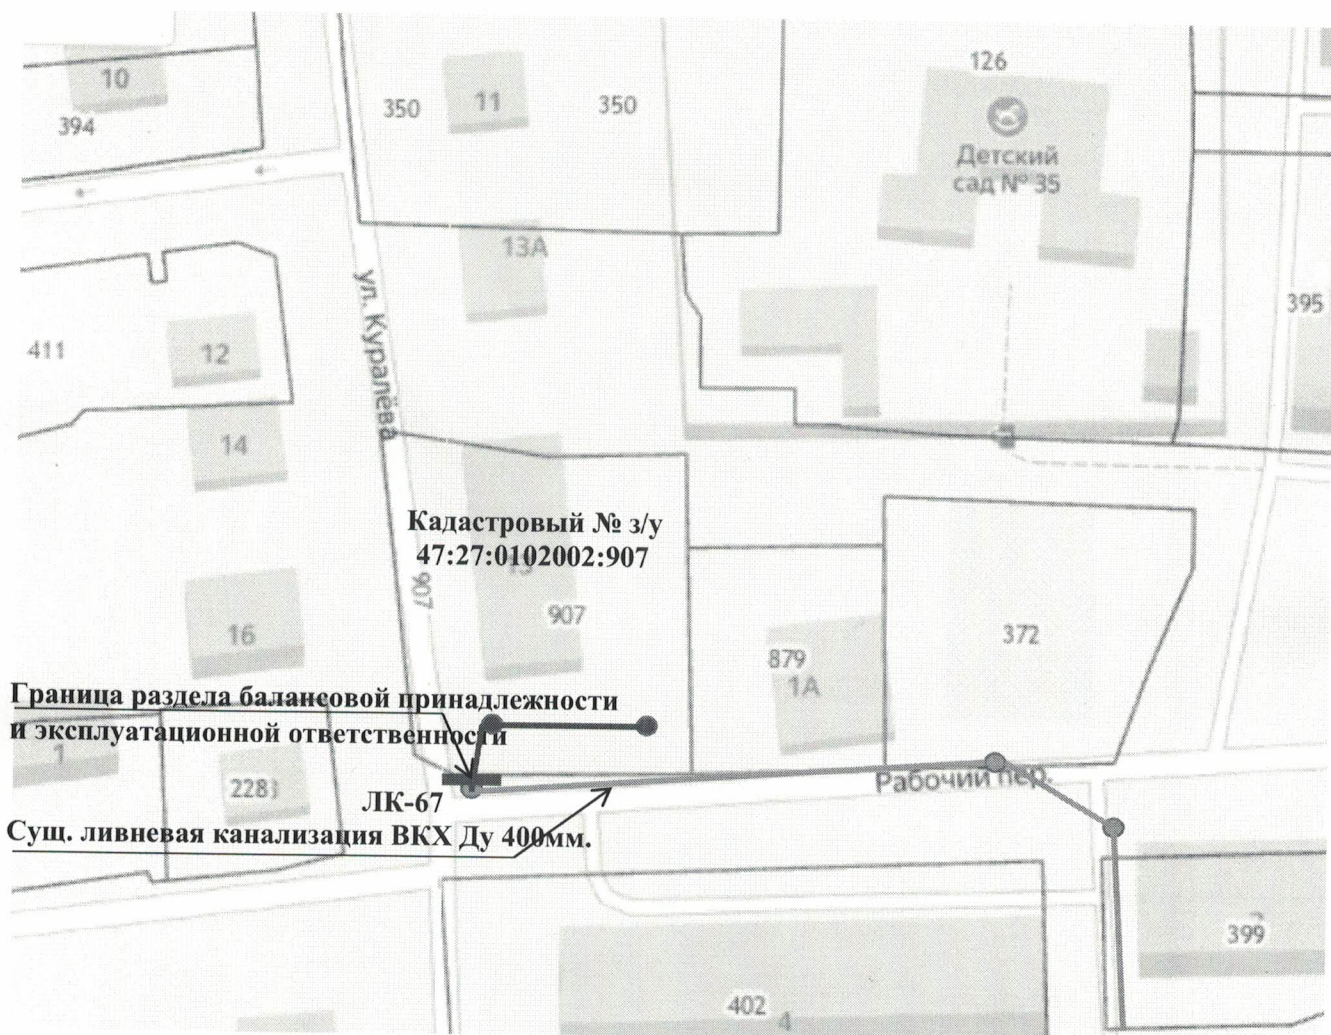 126
10
350
11
350
394
Детский
сад № 35
13А
395
ул. Куралёва
411
12
14
Кадастровый № з/у
47:27:0102002:907
907
907
16
372
879
1А
Граница раздела балансовой принадлежности
и эксплуатационной ответственности
1
228
Рабочий пер.
ЛК-67
Сущ. ливневая канализация ВКХ Ду 400мм.
399
402
4